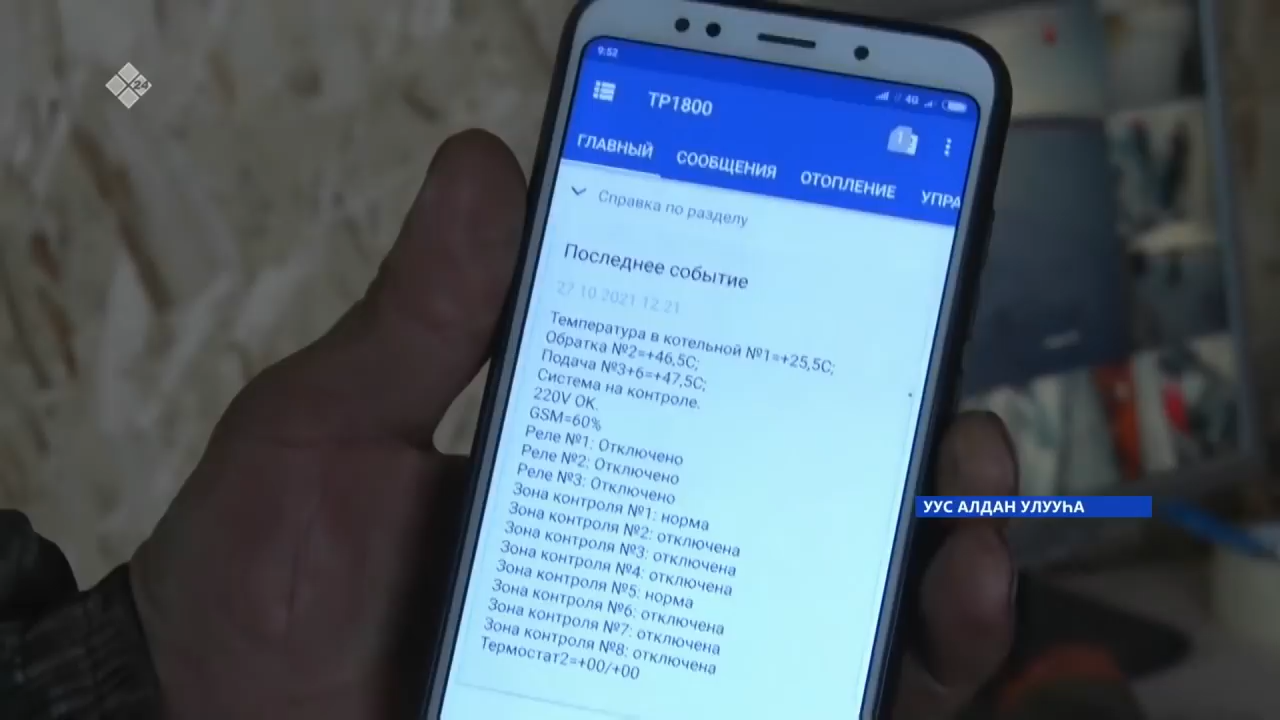 24
9:52
4G
TP1800
1
ГЛАВНЫЙ СООБЩЕНИЯ ОТОПЛЕНИЕ УПРА
Справка по разделу
Последнее событие
27 10 2021 12:21
Температура в котельной №1=+25,5C;
Обратка №2=+46,5C;
Подача №3+6=+47,5C;
Система на контроле.
220V OK.
GSM=60%
Реле №1: Отключено
Реле №2: Отключено
Реле №3: Отключено
Зона контроля №1: норма
Зона контроля №2: отключена
Зона контроля №3: отключена
Зона контроля №4: отключена
Зона контроля №5: норма
Зона контроля №6: отключена
Зона контроля №7: отключена
Зона контроля №8: отключена
Термостат2=+00/+00
УУС АЛДАН УЛУУҺА